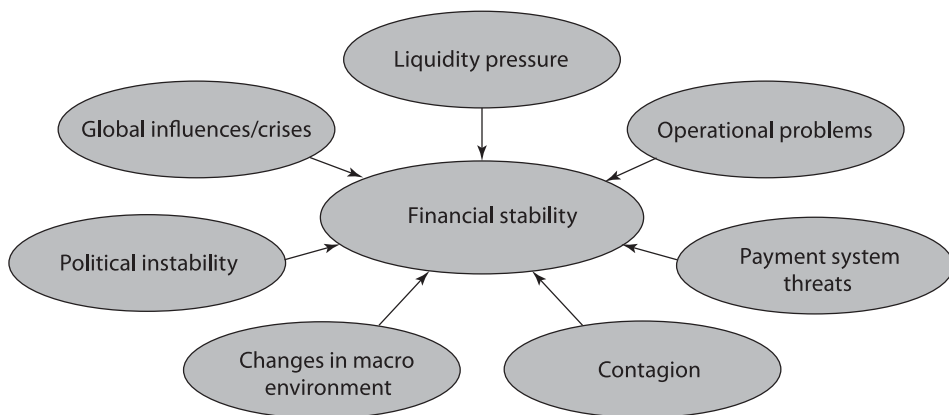 Liquidity pressure
Global influences/crises
Operational problems
Financial stability
Political instability
Payment system
threats
Changes in macro
environment
Contagion